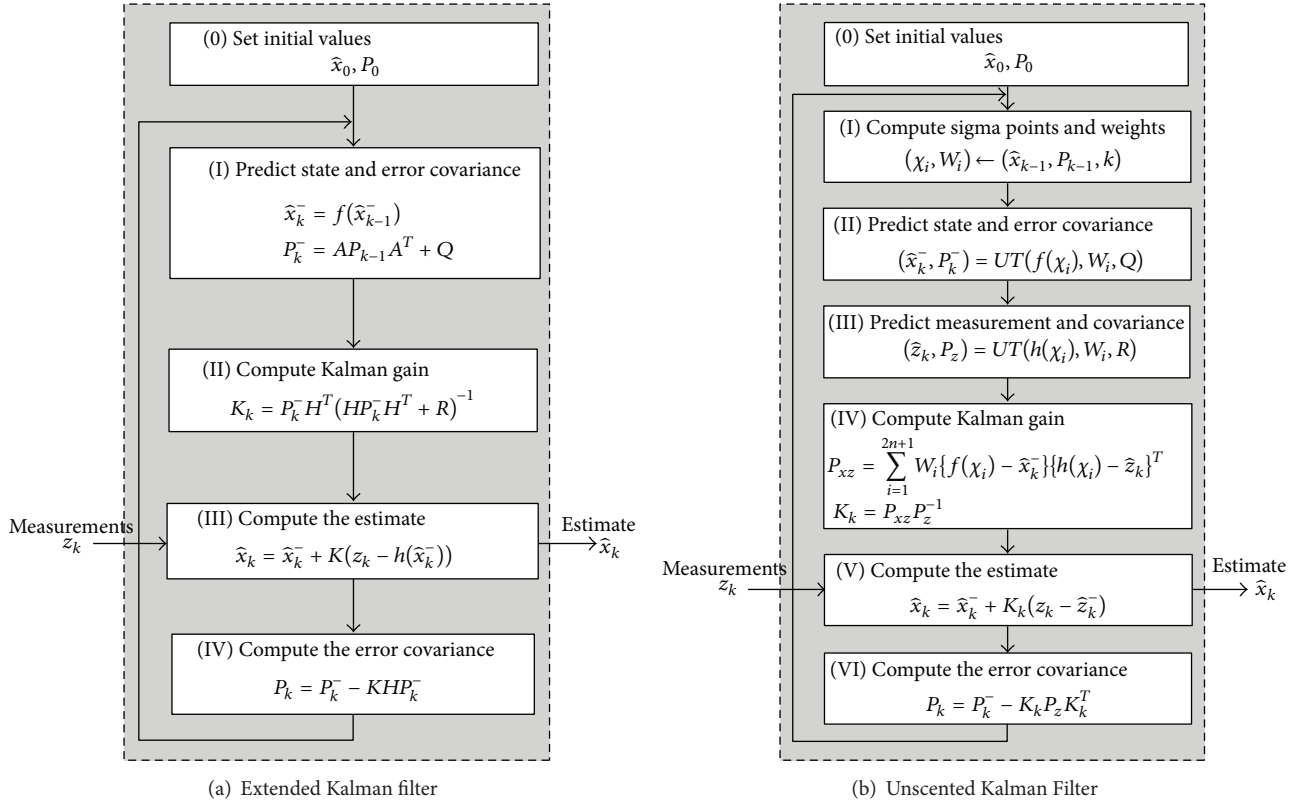 (0) Set initial values
x̂₀, P₀
(I) Predict state and error covariance
x̂ₖ⁻ = f(x̂ₖ₋₁⁻)
Pₖ⁻ = APₖ₋₁Aᵀ + Q
(II) Compute Kalman gain
Kₖ = Pₖ⁻Hᵀ(HPₖ⁻Hᵀ + R)⁻¹
Measurements
zₖ
(III) Compute the estimate
x̂ₖ = x̂ₖ⁻ + K(zₖ − h(x̂ₖ⁻))
Estimate
x̂ₖ
(IV) Compute the error covariance
Pₖ = Pₖ⁻ − KHPₖ⁻
(a) Extended Kalman filter
(0) Set initial values
x̂₀, P₀
(I) Compute sigma points and weights
(χᵢ, Wᵢ) ← (x̂ₖ₋₁, Pₖ₋₁, k)
(II) Predict state and error covariance
(x̂ₖ⁻, Pₖ⁻) = UT(f(χᵢ), Wᵢ, Q)
(III) Predict measurement and covariance
(ẑₖ, P_z) = UT(h(χᵢ), Wᵢ, R)
(IV) Compute Kalman gain
P_xz = ∑_{i=1}^{2n+1} Wᵢ{f(χᵢ) − x̂ₖ⁻}{h(χᵢ) − ẑₖ}ᵀ
Kₖ = P_xz P_z⁻¹
Measurements
zₖ
(V) Compute the estimate
x̂ₖ = x̂ₖ⁻ + Kₖ(zₖ − ẑₖ⁻)
Estimate
x̂ₖ
(VI) Compute the error covariance
Pₖ = Pₖ⁻ − KₖP_zKₖᵀ
(b) Unscented Kalman Filter